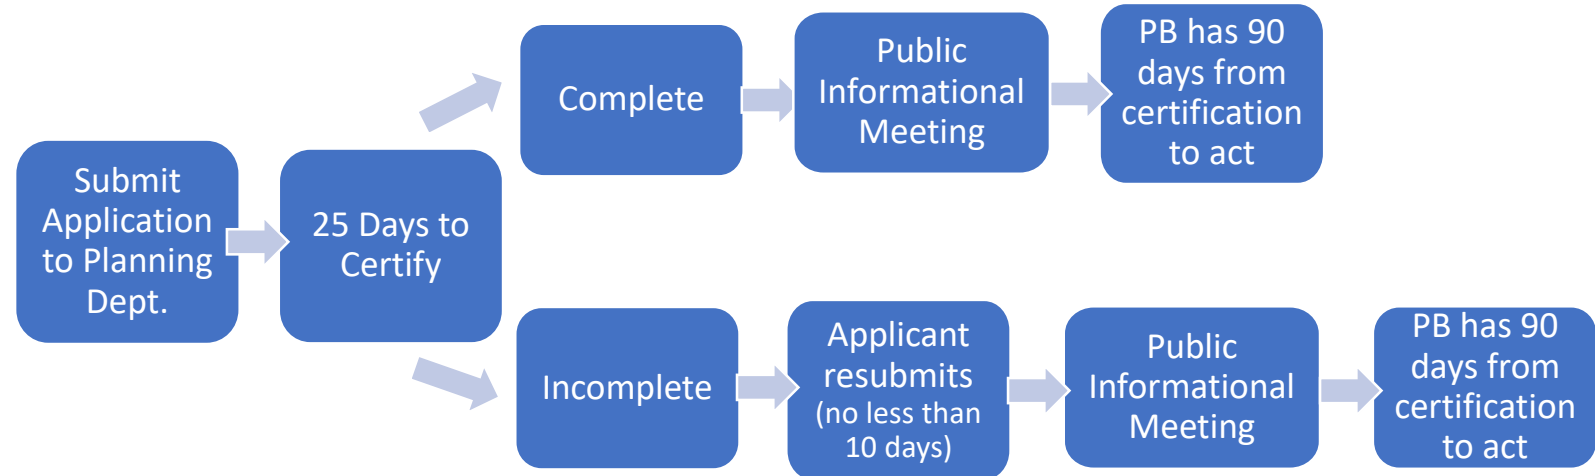 Submit
Application
to Planning
Dept.
25 Days to
Certify
Complete
Public
Informational
Meeting
PB has 90
days from
certification
to act
Incomplete
Applicant
resubmits
(no less than
10 days)
Public
Informational
Meeting
PB has 90
days from
certification
to act